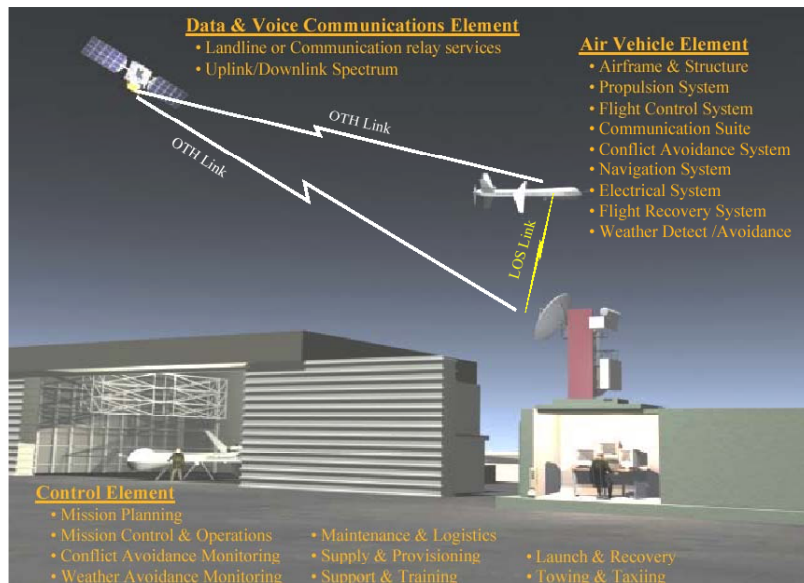 Data & Voice Communications Element
• Landline or Communication relay services
• Uplink/Downlink Spectrum
Air Vehicle Element
• Airframe & Structure
• Propulsion System
• Flight Control System
• Communication Suite
• Conflict Avoidance System
• Navigation System
• Electrical System
• Flight Recovery System
• Weather Detect /Avoidance
OTH Link
OTH Link
LOS Link
Control Element
• Mission Planning
• Mission Control & Operations
• Conflict Avoidance Monitoring
• Weather Avoidance Monitoring
• Maintenance & Logistics
• Supply & Provisioning
• Support & Training
• Launch & Recovery
• Towing & Taxiing